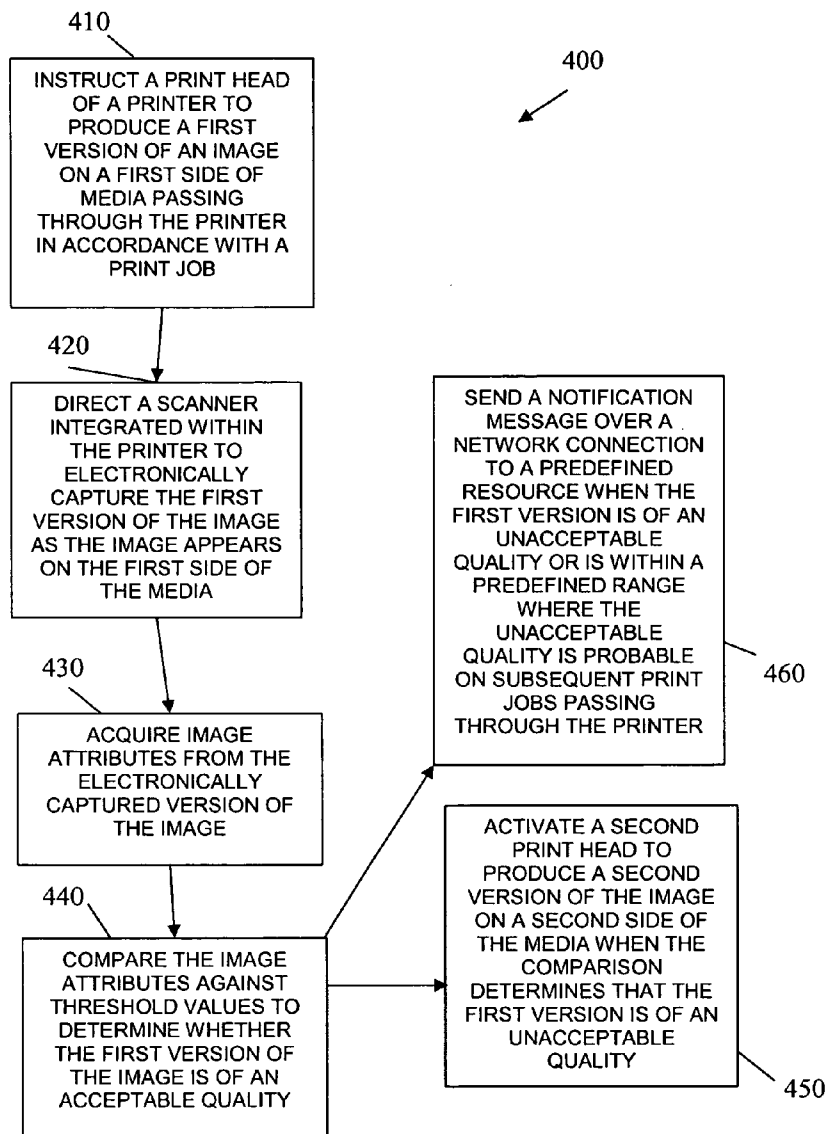 410
400
INSTRUCT A PRINT HEAD
OF A PRINTER TO
PRODUCE A FIRST
VERSION OF AN IMAGE
ON A FIRST SIDE OF
MEDIA PASSING
THROUGH THE PRINTER
IN ACCORDANCE WITH A
PRINT JOB
420
DIRECT A SCANNER
INTEGRATED WITHIN
THE PRINTER TO
ELECTRONICALLY
CAPTURE THE FIRST
VERSION OF THE IMAGE
AS THE IMAGE APPEARS
ON THE FIRST SIDE OF
THE MEDIA
430
ACQUIRE IMAGE
ATTRIBUTES FROM THE
ELECTRONICALLY
CAPTURED VERSION OF
THE IMAGE
440
COMPARE THE IMAGE
ATTRIBUTES AGAINST
THRESHOLD VALUES TO
DETERMINE WHETHER
THE FIRST VERSION OF
THE IMAGE IS OF AN
ACCEPTABLE QUALITY
SEND A NOTIFICATION
MESSAGE OVER A
NETWORK CONNECTION
TO A PREDEFINED
RESOURCE WHEN THE
FIRST VERSION IS OF AN
UNACCEPTABLE
QUALITY OR IS WITHIN A
PREDEFINED RANGE
WHERE THE
UNACCEPTABLE
QUALITY IS PROBABLE
ON SUBSEQUENT PRINT
JOBS PASSING
THROUGH THE PRINTER
460
ACTIVATE A SECOND
PRINT HEAD TO
PRODUCE A SECOND
VERSION OF THE IMAGE
ON A SECOND SIDE OF
THE MEDIA WHEN THE
COMPARISON
DETERMINES THAT THE
FIRST VERSION IS OF AN
UNACCEPTABLE
QUALITY
450